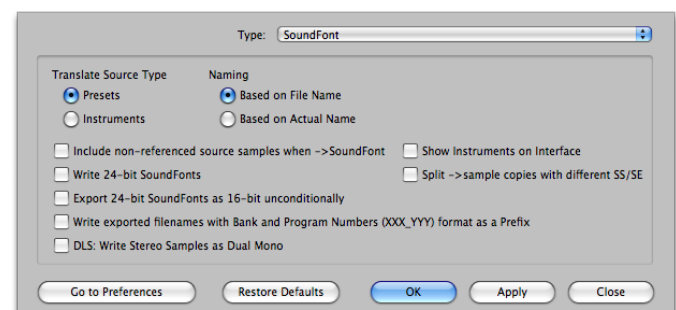 Type: SoundFont
Translate Source Type Naming
Presets Based on File Name
Instruments Based on Actual Name
Include non-referenced source samples when ->SoundFont Show Instruments on Interface
Write 24-bit SoundFonts Split ->sample copies with different SS/SE
Export 24-bit SoundFonts as 16-bit unconditionally
Write exported filenames with Bank and Program Numbers (XXX_YYY) format as a Prefix
DLS: Write Stereo Samples as Dual Mono
Go to Preferences Restore Defaults OK Apply Close